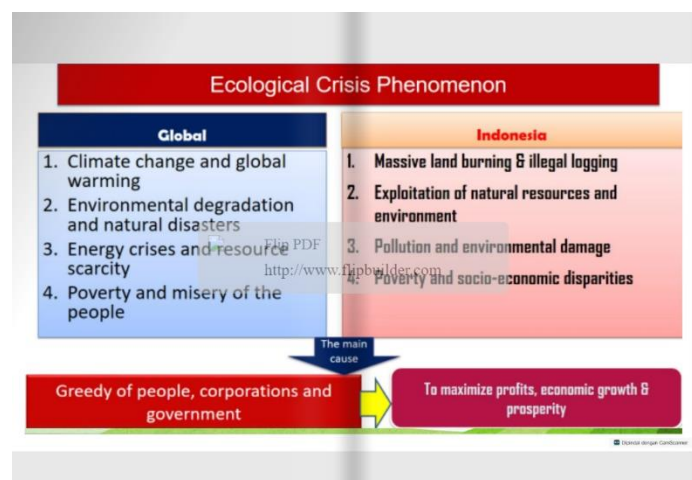 Ecological Crisis Phenomenon
Global
1. Climate change and global
warming
2. Environmental degradation
and natural disasters
3. Energy crises and resource
scarcity
4. Poverty and misery of the
people
Indonesia
1. Massive land burning & illegal logging
2. Exploitation of natural resources and
environment
3. Pollution and environmental damage
4. Poverty and socio-economic disparities
Flip PDF
http://www.flipbuilder.com
The main
cause
Greedy of people, corporations and
government
To maximize profits, economic growth &
prosperity
Dipindai dengan CamScanner